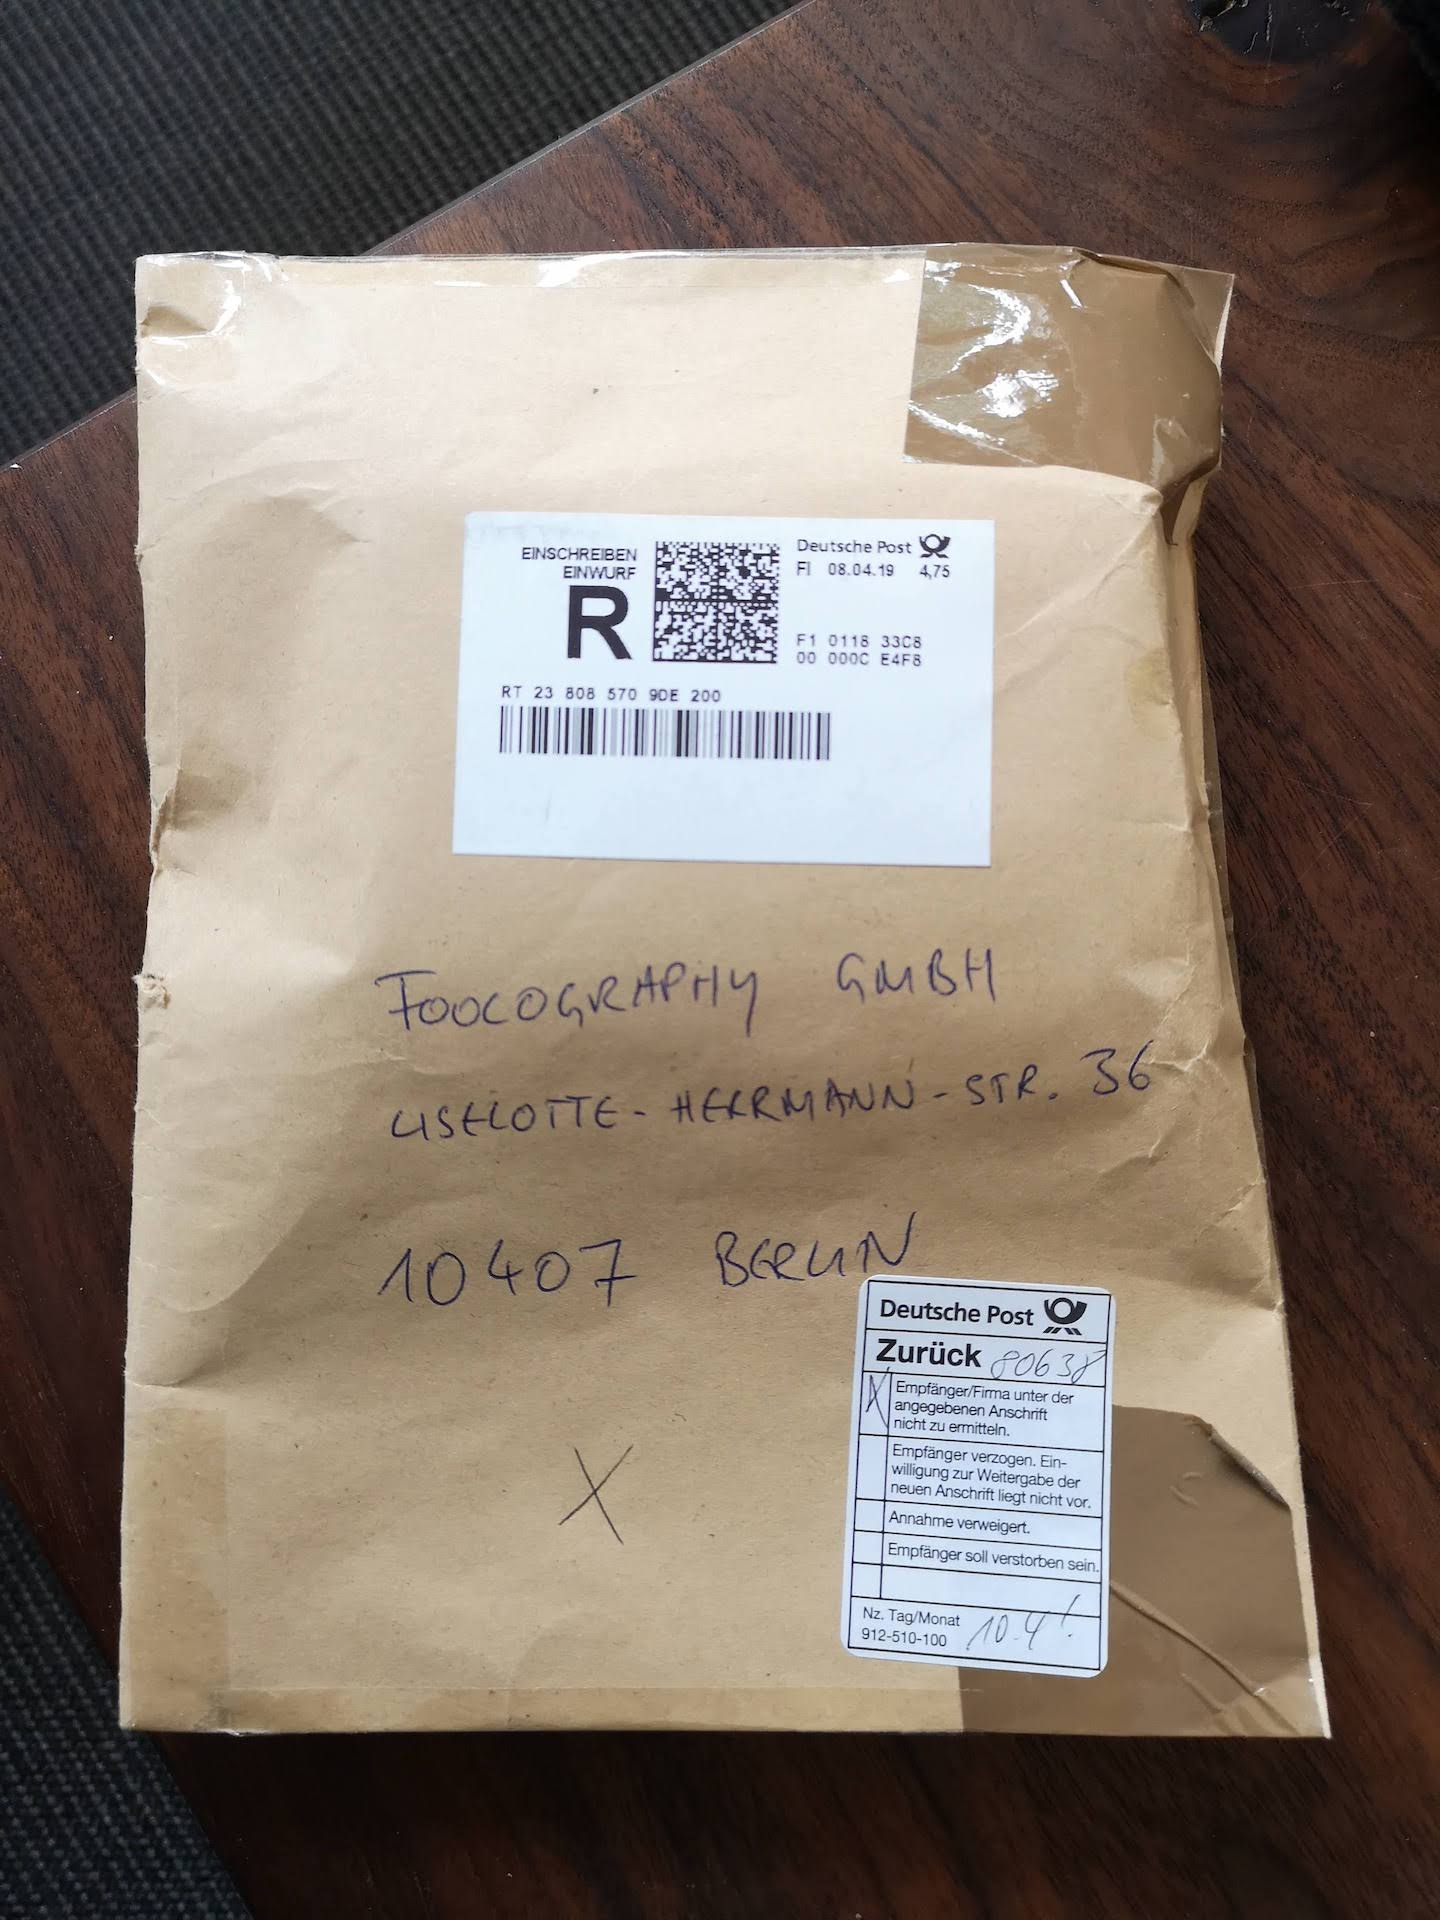 EINSCHREIBEN
EINWURF
R
Deutsche Post
FI 08.04.19 4,75
F1 0118 33C8
00 000C E4F8
RT 23 808 570 9DE 200
FOOCOGRAPHY GMBH
LISELOTTE-HERRMANN-STR. 36
10407 BERLIN
Deutsche Post
Zurück 80638
X Empfänger/Firma unter der
angegebenen Anschrift
nicht zu ermitteln.
Empfänger verzogen. Ein-
willigung zur Weitergabe der
neuen Anschrift liegt nicht vor.
Annahme verweigert.
Empfänger soll verstorben sein.
Nz. Tag/Monat
912-510-100 10.4!
X